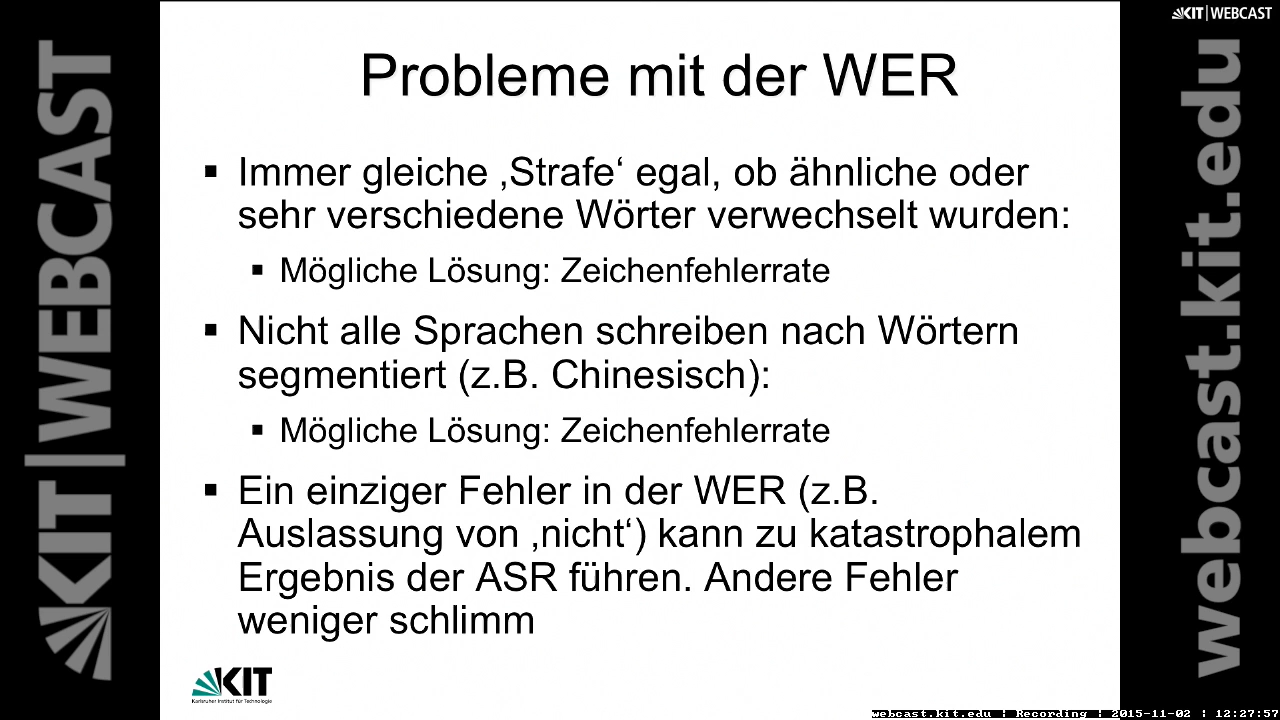 KIT | WEBCAST
KIT | WEBCAST
Probleme mit der WER
▪ Immer gleiche ‚Strafe‘ egal, ob ähnliche oder
sehr verschiedene Wörter verwechselt wurden:
▪ Mögliche Lösung: Zeichenfehlerrate
▪ Nicht alle Sprachen schreiben nach Wörtern
segmentiert (z.B. Chinesisch):
▪ Mögliche Lösung: Zeichenfehlerrate
▪ Ein einziger Fehler in der WER (z.B.
Auslassung von ‚nicht‘) kann zu katastrophalem
Ergebnis der ASR führen. Andere Fehler
weniger schlimm
KIT
Karlsruher Institut für Technologie
webcast.kit.edu
webcast.kit.edu | Recording | 2015-11-02 | 12:27:57